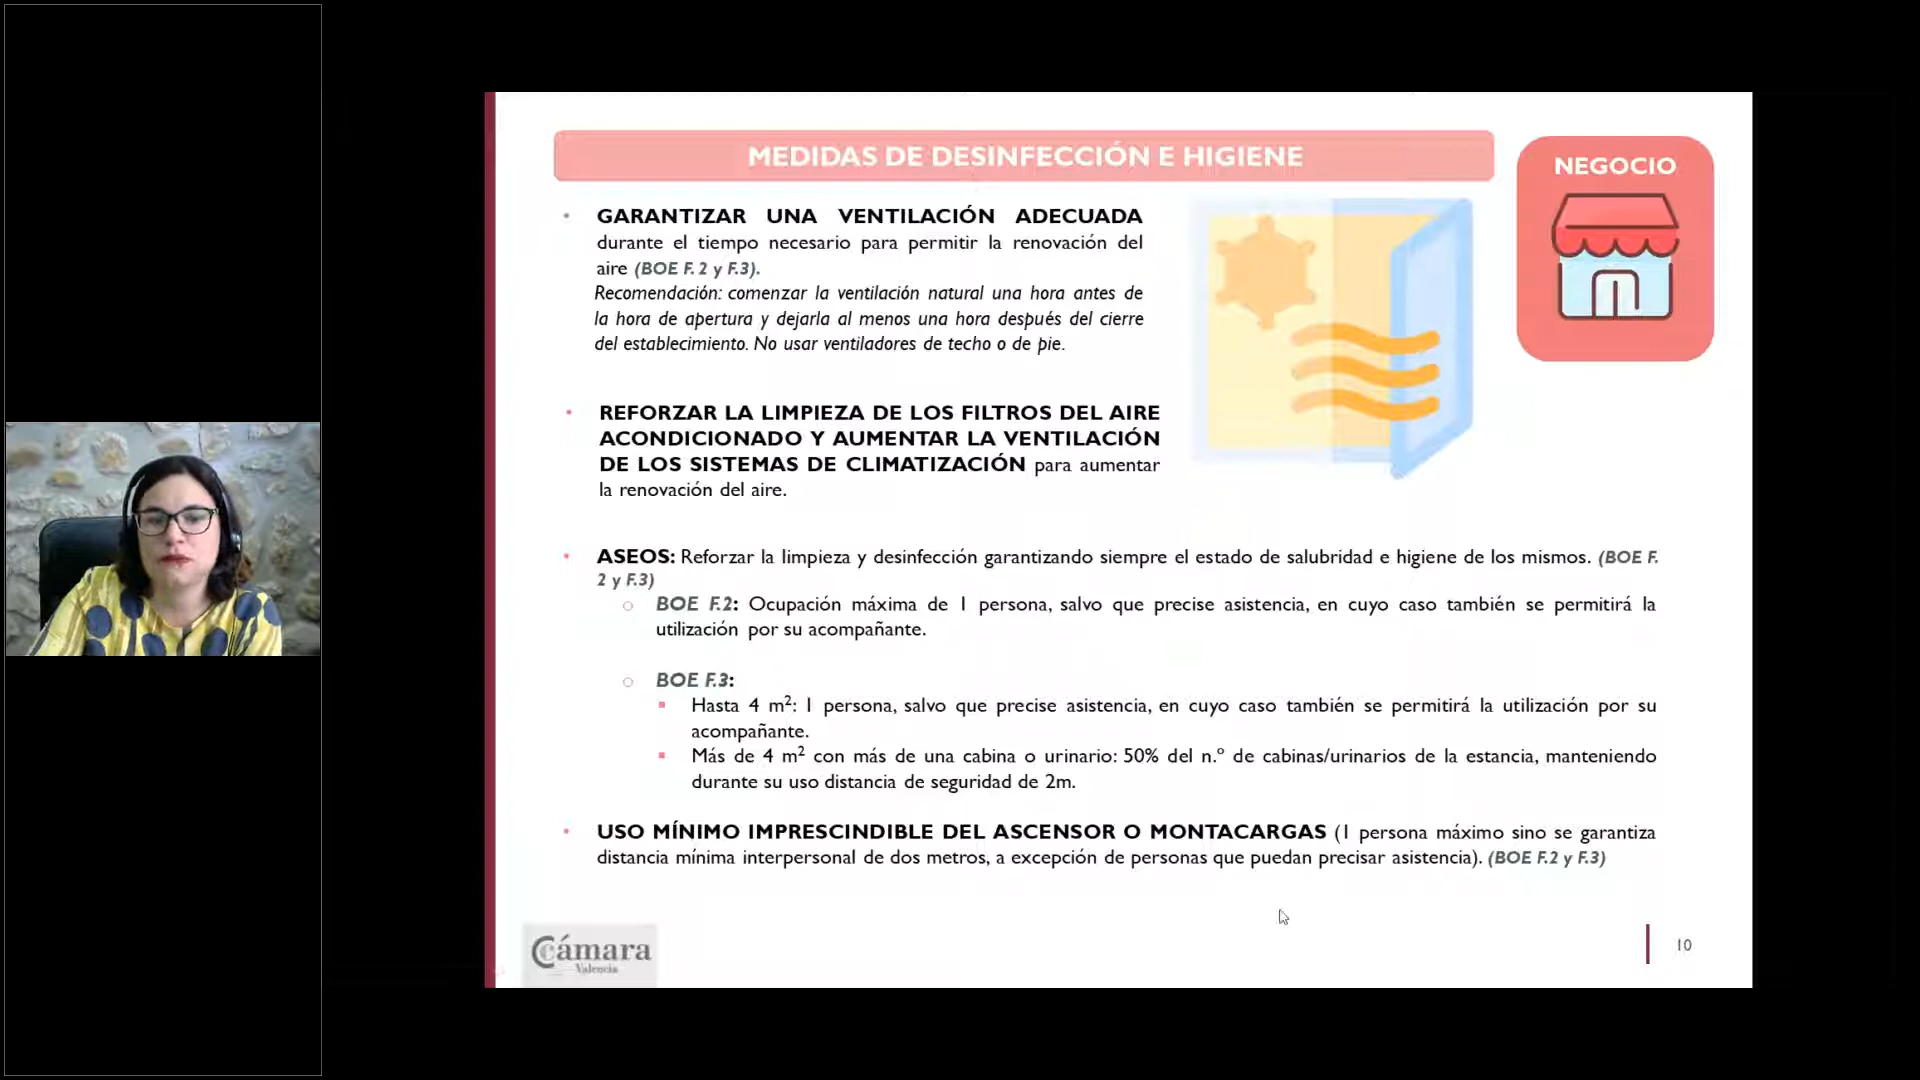 MEDIDAS DE DESINFECCIÓN E HIGIENE
NEGOCIO
• GARANTIZAR UNA VENTILACIÓN ADECUADA
durante el tiempo necesario para permitir la renovación del
aire (BOE F. 2 y F.3).
Recomendación: comenzar la ventilación natural una hora antes de
la hora de apertura y dejarla al menos una hora después del cierre
del establecimiento. No usar ventiladores de techo o de pie.
• REFORZAR LA LIMPIEZA DE LOS FILTROS DEL AIRE
ACONDICIONADO Y AUMENTAR LA VENTILACIÓN
DE LOS SISTEMAS DE CLIMATIZACIÓN para aumentar
la renovación del aire.
• ASEOS: Reforzar la limpieza y desinfección garantizando siempre el estado de salubridad e higiene de los mismos. (BOE F.
2 y F.3)
o BOE F.2: Ocupación máxima de 1 persona, salvo que precise asistencia, en cuyo caso también se permitirá la
utilización por su acompañante.
o BOE F.3:
▪ Hasta 4 m²: 1 persona, salvo que precise asistencia, en cuyo caso también se permitirá la utilización por su
acompañante.
▪ Más de 4 m² con más de una cabina o urinario: 50% del n.º de cabinas/urinarios de la estancia, manteniendo
durante su uso distancia de seguridad de 2m.
• USO MÍNIMO IMPRESCINDIBLE DEL ASCENSOR O MONTACARGAS (1 persona máximo sino se garantiza
distancia mínima interpersonal de dos metros, a excepción de personas que puedan precisar asistencia). (BOE F.2 y F.3)
Cámara
Valencia
10